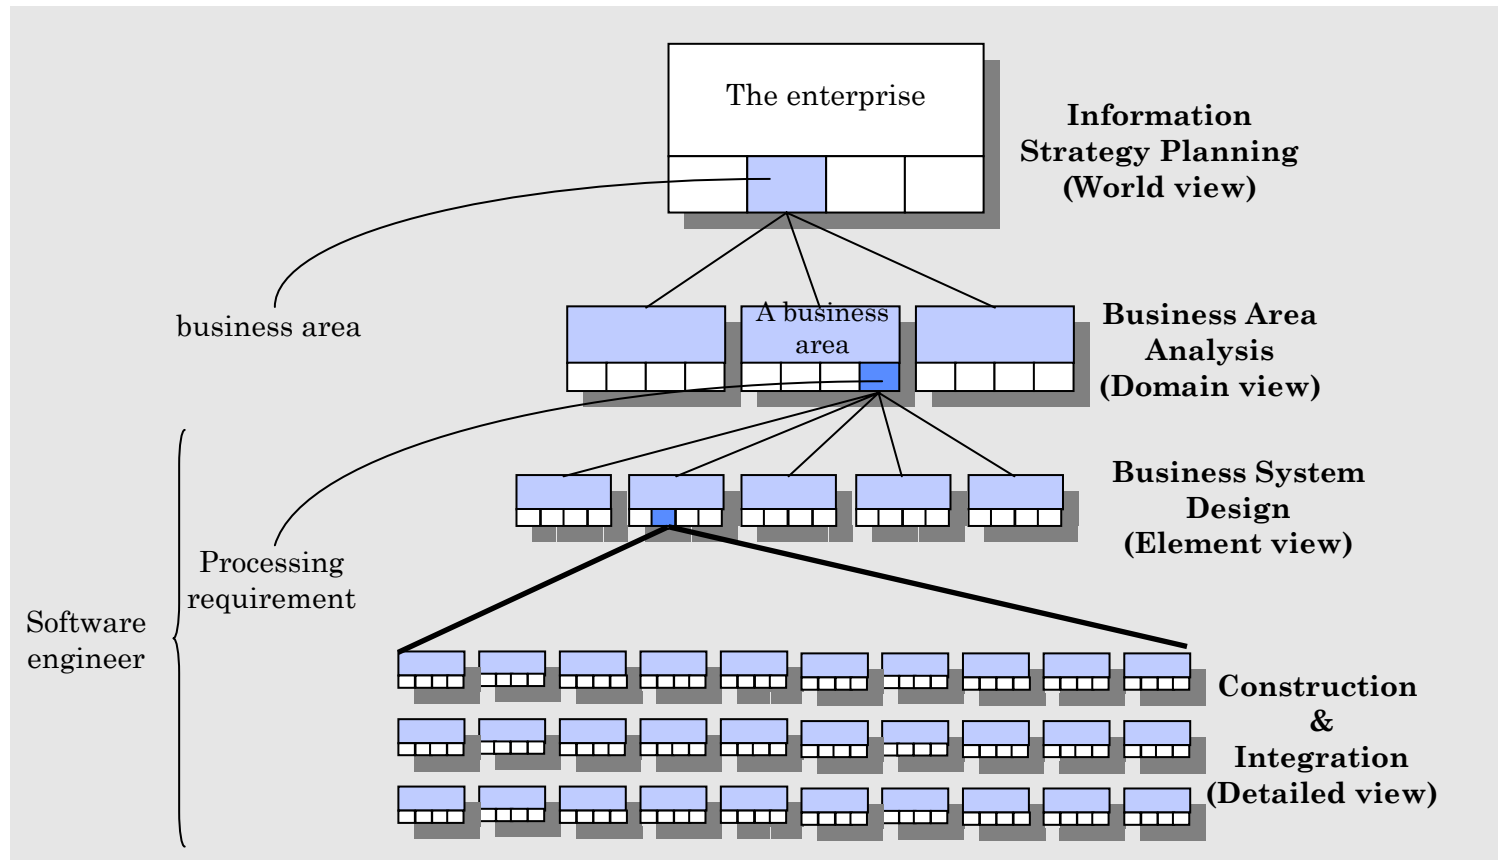 The enterprise
Information
Strategy Planning
(World view)
business area
A business
area
Business Area
Analysis
(Domain view)
Business System
Design
(Element view)
Processing
requirement
Software
engineer
Construction
&
Integration
(Detailed view)